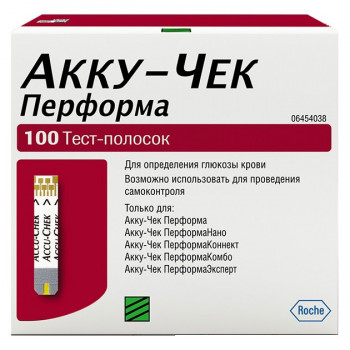 АККУ-ЧЕК
Перформа
06454038
100 Тест-полосок
Для определения глюкозы крови
Возможно использовать для проведения
самоконтроля
Только для:
Акку-Чек Перформа
Акку-Чек ПерформаНано
Акку-Чек ПерформаКоннект
Акку-Чек ПерформаКомбо
Акку-Чек ПерформаЭксперт
ACCU-CHEK
ACCU-CHEK
ACCU-CHEK
Roche